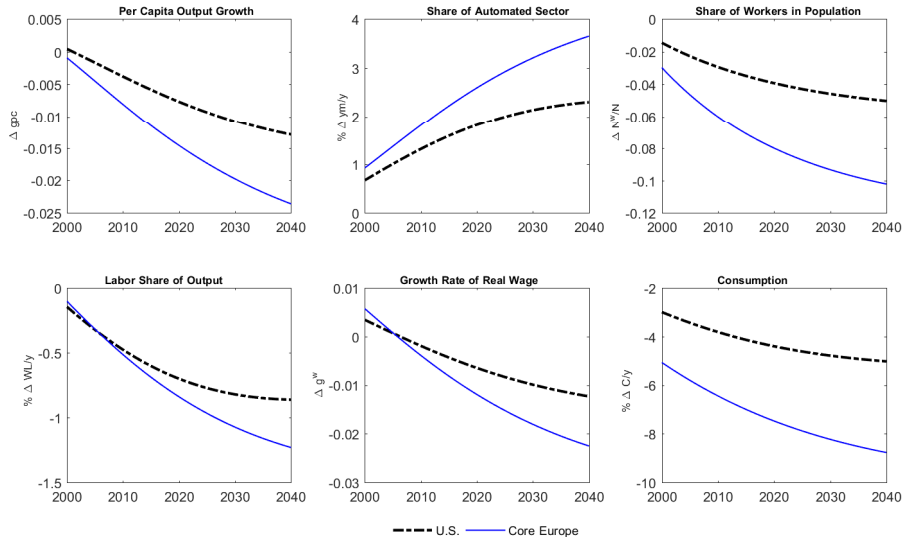 Per Capita Output Growth
Share of Automated Sector
Share of Workers in Population
0.005
0
-0.005
-0.01
-0.015
-0.02
-0.025
Δ gpc
2000 2010 2020 2030 2040
4
3
2
1
0
% Δ ym/y
2000 2010 2020 2030 2040
0
-0.02
-0.04
-0.06
-0.08
-0.1
-0.12
Δ Nʷ/N
2000 2010 2020 2030 2040
Labor Share of Output
Growth Rate of Real Wage
Consumption
0
-0.5
-1
-1.5
% Δ WL/y
2000 2010 2020 2030 2040
0.01
0
-0.01
-0.02
-0.03
Δ gʷ
2000 2010 2020 2030 2040
-2
-4
-6
-8
-10
% Δ C/y
2000 2010 2020 2030 2040
U.S. Core Europe